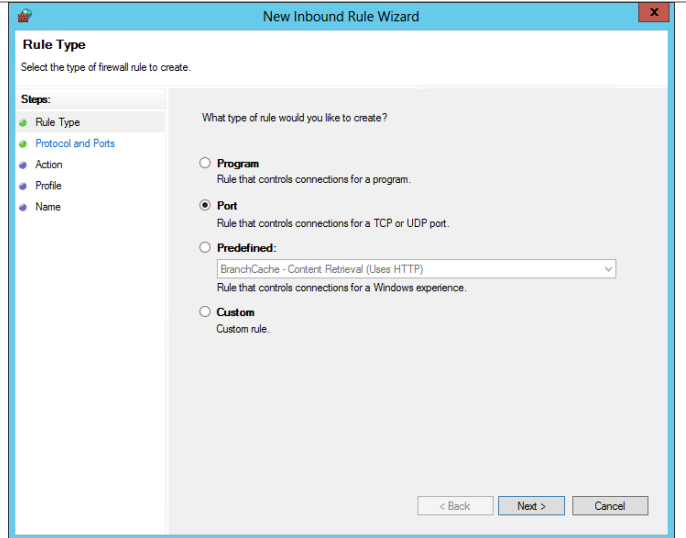 New Inbound Rule Wizard
x
Rule Type
Select the type of firewall rule to create.
Steps:
Rule Type
Protocol and Ports
Action
Profile
Name
What type of rule would you like to create?
Program
Rule that controls connections for a program.
Port
Rule that controls connections for a TCP or UDP port.
Predefined:
BranchCache - Content Retrieval (Uses HTTP)
Rule that controls connections for a Windows experience.
Custom
Custom rule.
< Back
Next >
Cancel